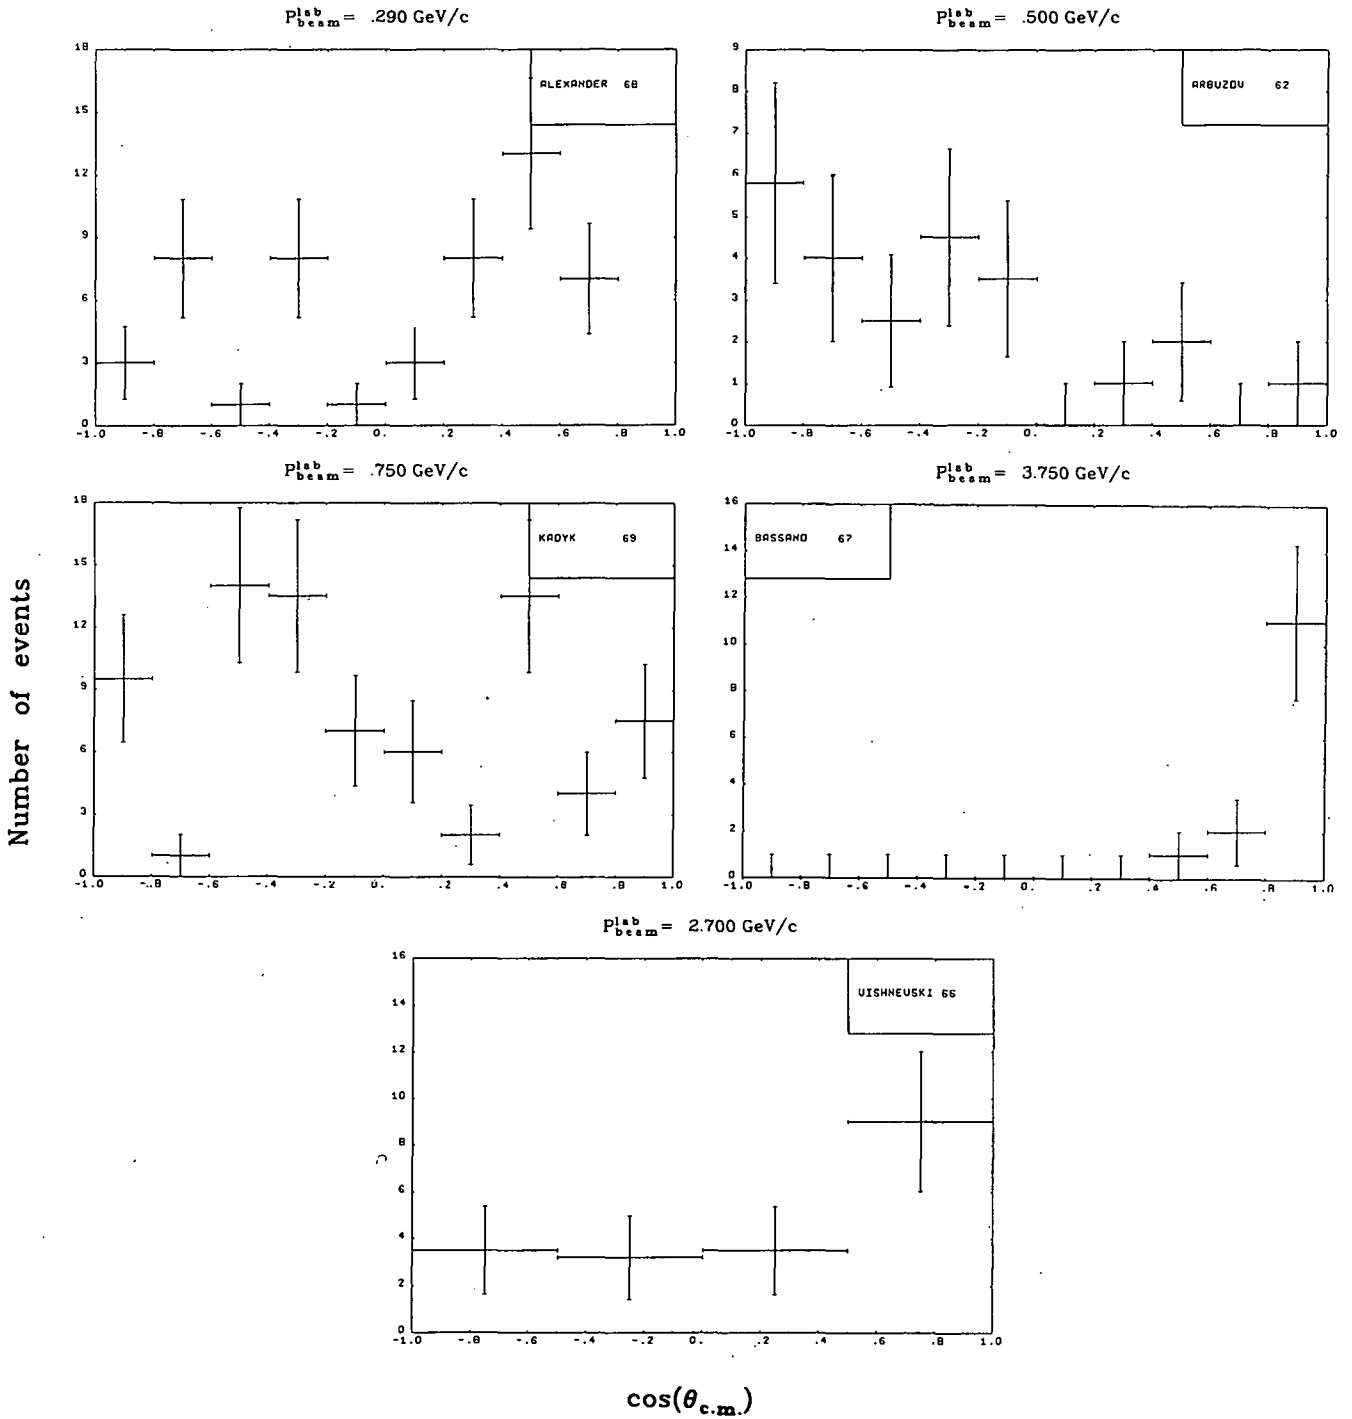 P lab beam = .290 GeV/c
18
15
12
9
6
3
0
-1.0 -.8 -.6 -.4 -.2 0. .2 .4 .6 .8 1.0
ALEXANDER 68
P lab beam = .500 GeV/c
9
8
7
6
5
4
3
2
1
0
-1.0 -.8 -.6 -.4 -.2 .0 .2 .4 .6 .8 1.0
ARBUZOV 62
P lab beam = .750 GeV/c
18
15
12
9
6
3
0
-1.0 -.8 -.6 -.4 -.2 0. .2 .4 .6 .8 1.0
KADYK 69
P lab beam = 3.750 GeV/c
16
14
12
10
8
6
4
2
0
-1.0 -.8 -.6 -.4 -.2 0. .2 .4 .6 .8 1.0
BASSANO 67
Number of events
P lab beam = 2.700 GeV/c
16
14
12
10
8
6
4
2
0
-1.0 -.8 -.6 -.4 -.2 0. .2 .4 .6 .8 1.0
VISHNEVSKI 66
cos(θc.m.)